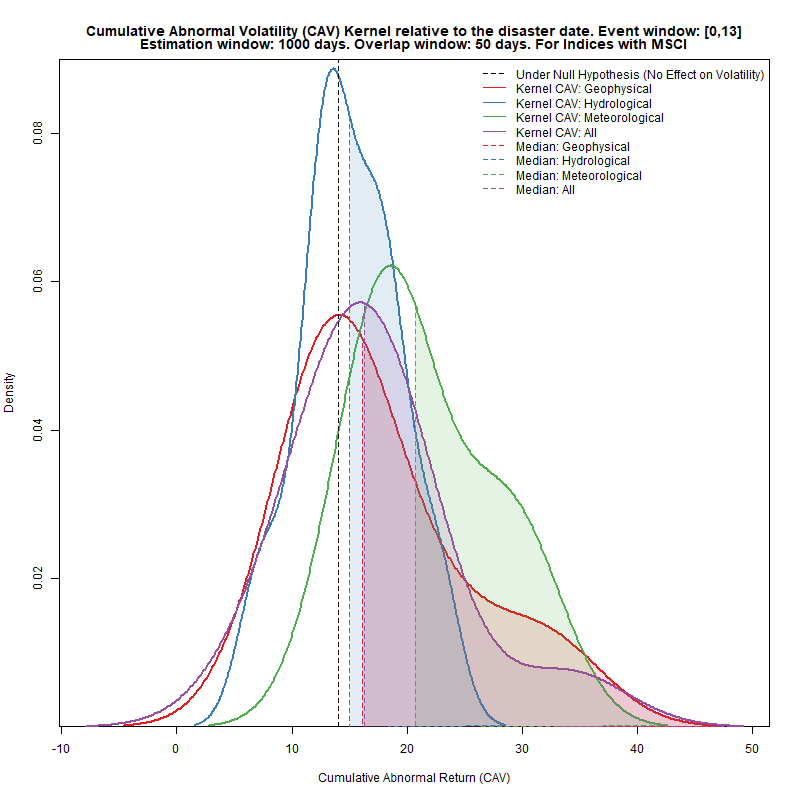 Cumulative Abnormal Volatility (CAV) Kernel relative to the disaster date. Event window: [0,13]
Estimation window: 1000 days. Overlap window: 50 days. For Indices with MSCI
Under Null Hypothesis (No Effect on Volatility)
Kernel CAV: Geophysical
Kernel CAV: Hydrological
Kernel CAV: Meteorological
Kernel CAV: All
Median: Geophysical
Median: Hydrological
Median: Meteorological
Median: All
0.08
0.06
0.04
0.02
Density
-10 0 10 20 30 40 50
Cumulative Abnormal Return (CAV)